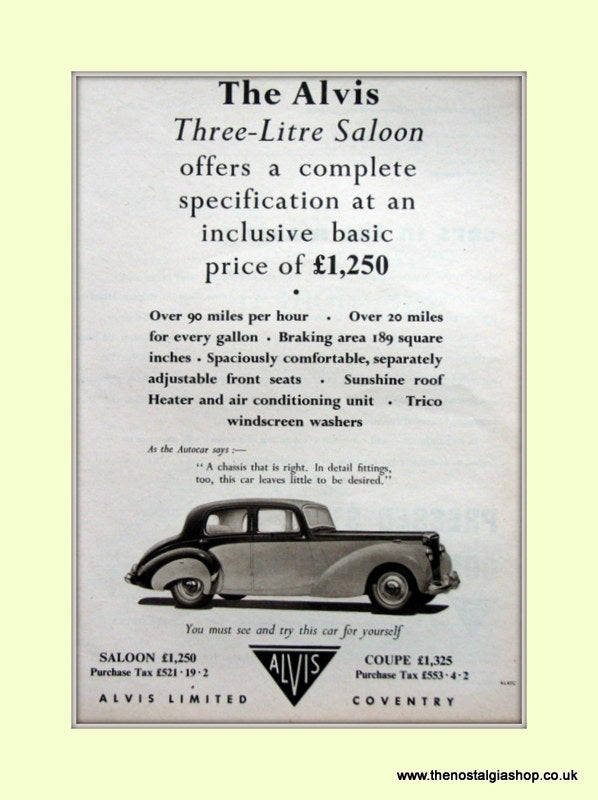 The Alvis
Three-Litre Saloon
offers a complete
specification at an
inclusive basic
price of £1,250
•
Over 90 miles per hour • Over 20 miles
for every gallon • Braking area 189 square
inches • Spaciously comfortable, separately
adjustable front seats • Sunshine roof
Heater and air conditioning unit • Trico
windscreen washers
As the Autocar says :—
"A chassis that is right. In detail fittings,
too, this car leaves little to be desired."
You must see and try this car for yourself
SALOON £1,250
Purchase Tax £521·19·2
ALVIS
COUPE £1,325
Purchase Tax £553·4·2
ALVIS LIMITED
COVENTRY
www.thenostalgiashop.co.uk